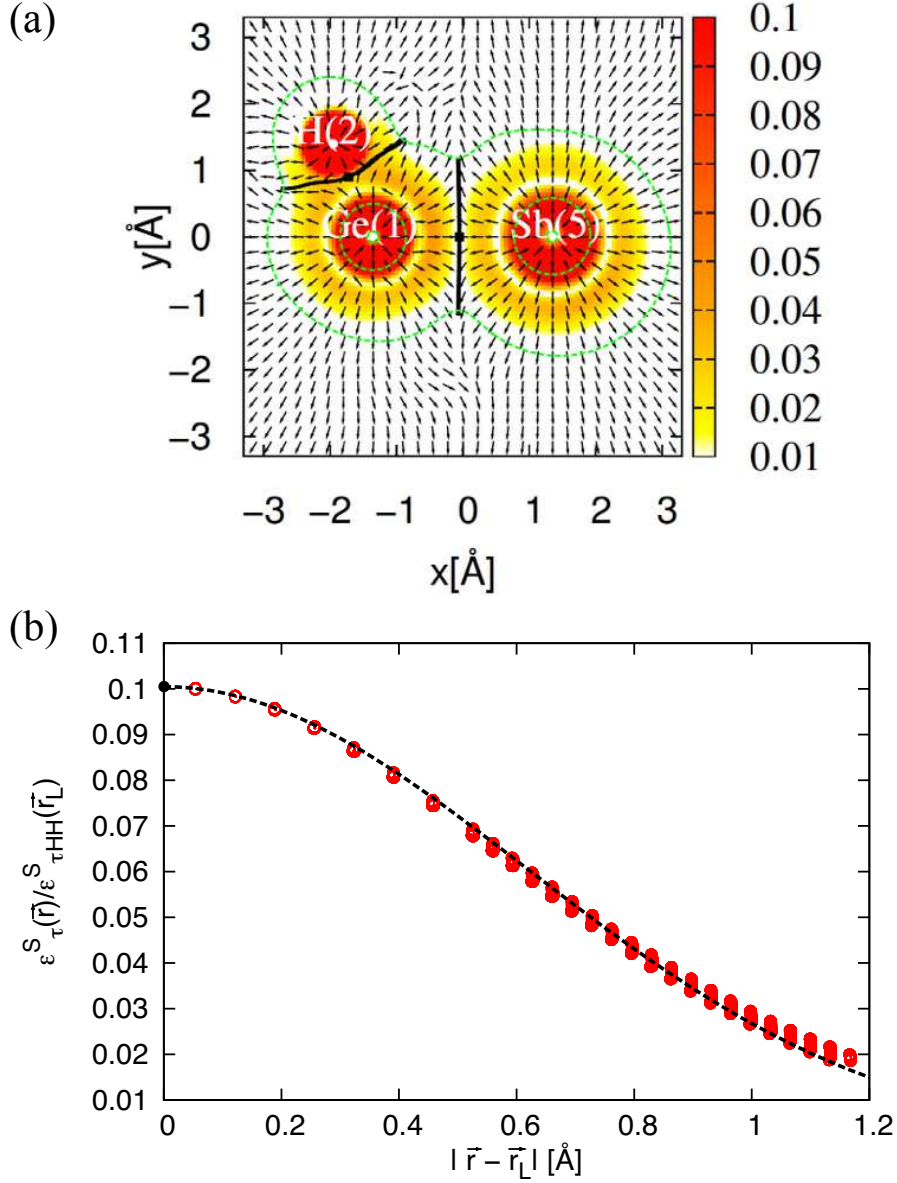 (a)
3
2
1
0
−1
−2
−3
y[Å]
H(2)
Ge(1)
Sb(5)
−3 −2 −1 0 1 2 3
x[Å]
0.1
0.09
0.08
0.07
0.06
0.05
0.04
0.03
0.02
0.01
(b)
0.11
0.1
0.09
0.08
0.07
0.06
0.05
0.04
0.03
0.02
0.01
ε^S_τ(r⃗)/ε^S_τHH(r⃗_L)
0 0.2 0.4 0.6 0.8 1 1.2
| r⃗ − r⃗_L| [Å]